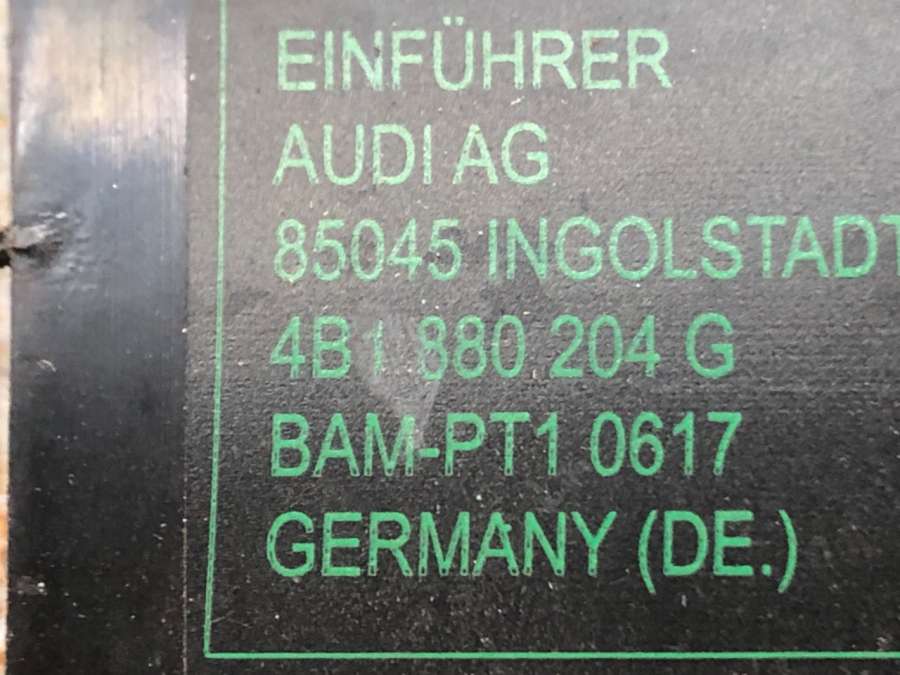 EINFÜHRER
AUDI AG
85045 INGOLSTADT
4B1 880 204 G
BAM-PT1 0617
GERMANY (DE.)